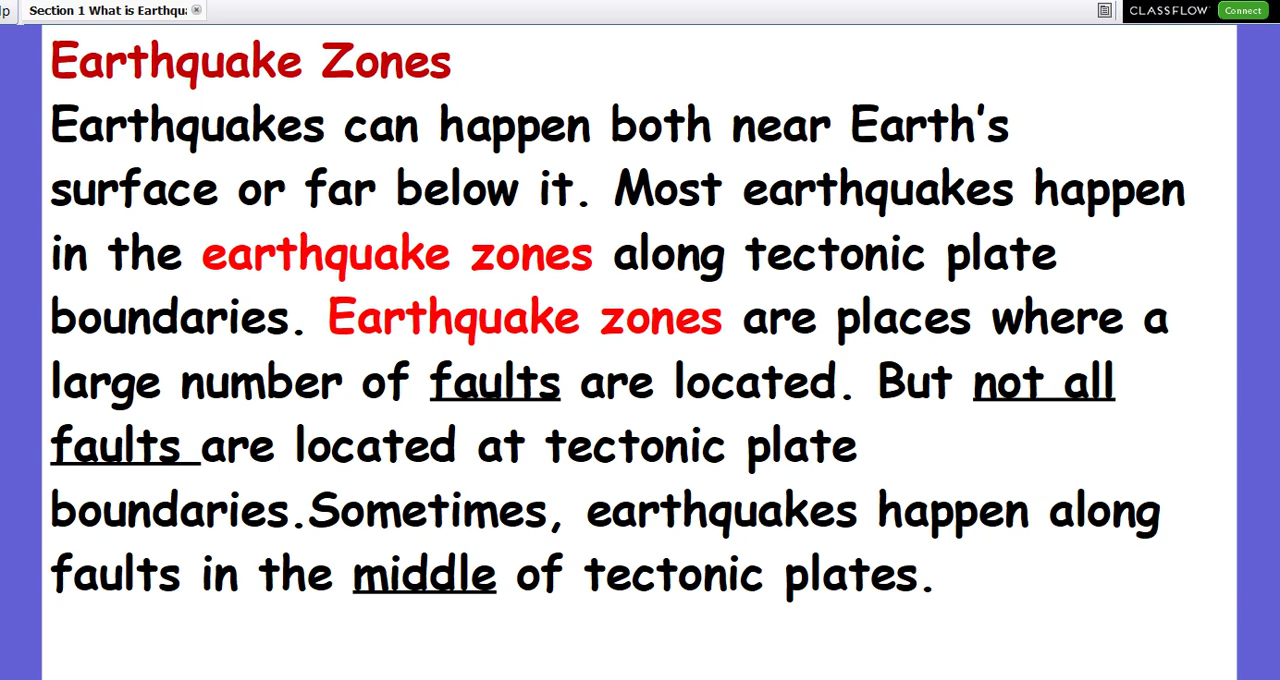 lp Section 1 What is Earthqu: CLASSFLOW Connect
Earthquake Zones
Earthquakes can happen both near Earth's
surface or far below it. Most earthquakes happen
in the earthquake zones along tectonic plate
boundaries. Earthquake zones are places where a
large number of faults are located. But not all
faults are located at tectonic plate
boundaries.Sometimes, earthquakes happen along
faults in the middle of tectonic plates.